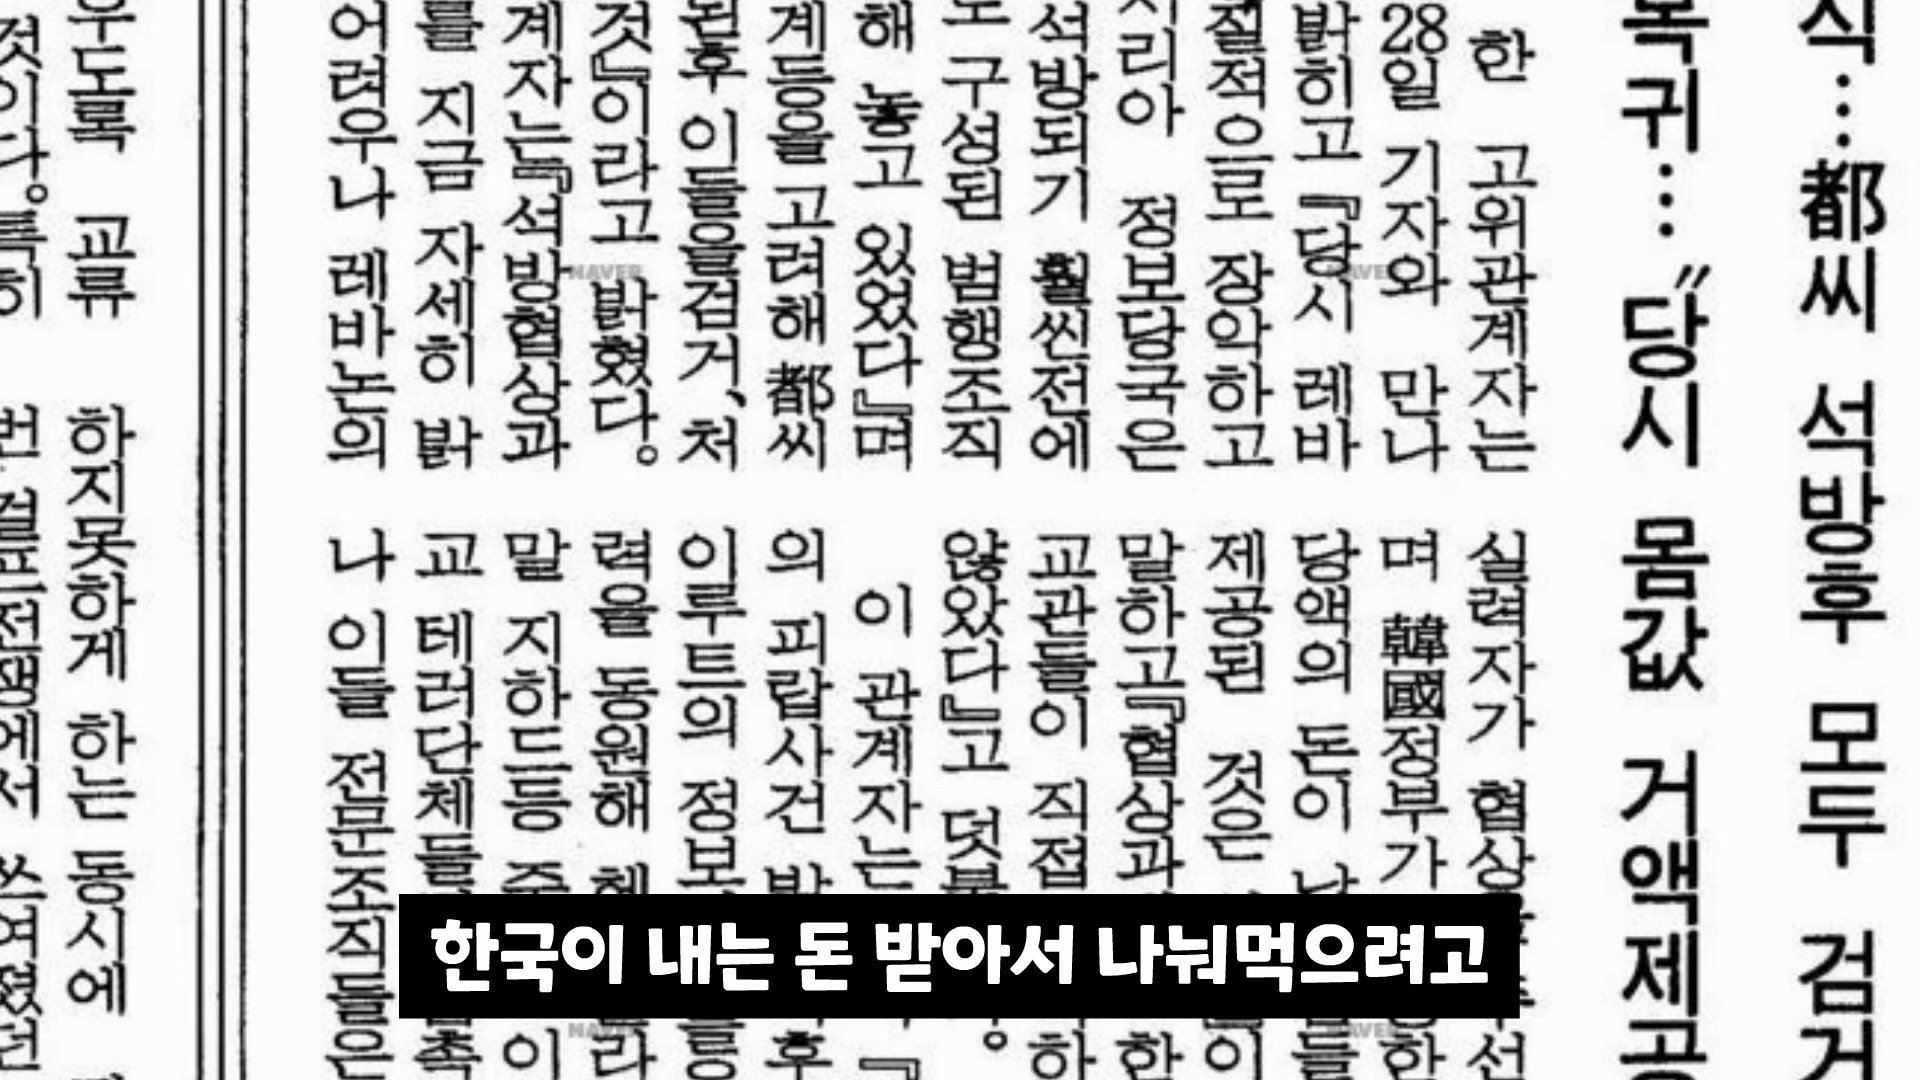 식…都씨 석방후 모두 검거
복귀…〃당시 몸값 거액제공
한 고위관계자는
28일 기자와 만나
밝히고 『당시 레바
질적으로 장악하고
리아 정보당국은
석방되기 훨씬전에
도 구성된 범행조직
해 놓고 있었다』며
계등을 고려해 都씨
된후 이들을검거、처
것』이라고 밝혔다。
계자는『석방협상과
를 지금 자세히 밝
어려우나 레바논의
실력자가 협상
며 韓國정부가
당액의 돈이
제공된 것은
말하고『협상과
교관들이 직접
않았다』고 덧붙
이 관계자는
의 피랍사건
이루트의 정보
력을 동원해
말 지하드등
교 테러단체들
나 이들 전문조직들은
우도록 교류
것이다。특히
하지못하게 하는 동시에
번 걸프전쟁에서 쓰여졌던
한국이 내는 돈 받아서 나눠먹으려고
NAVER
NAVER
NAVER
NAVER